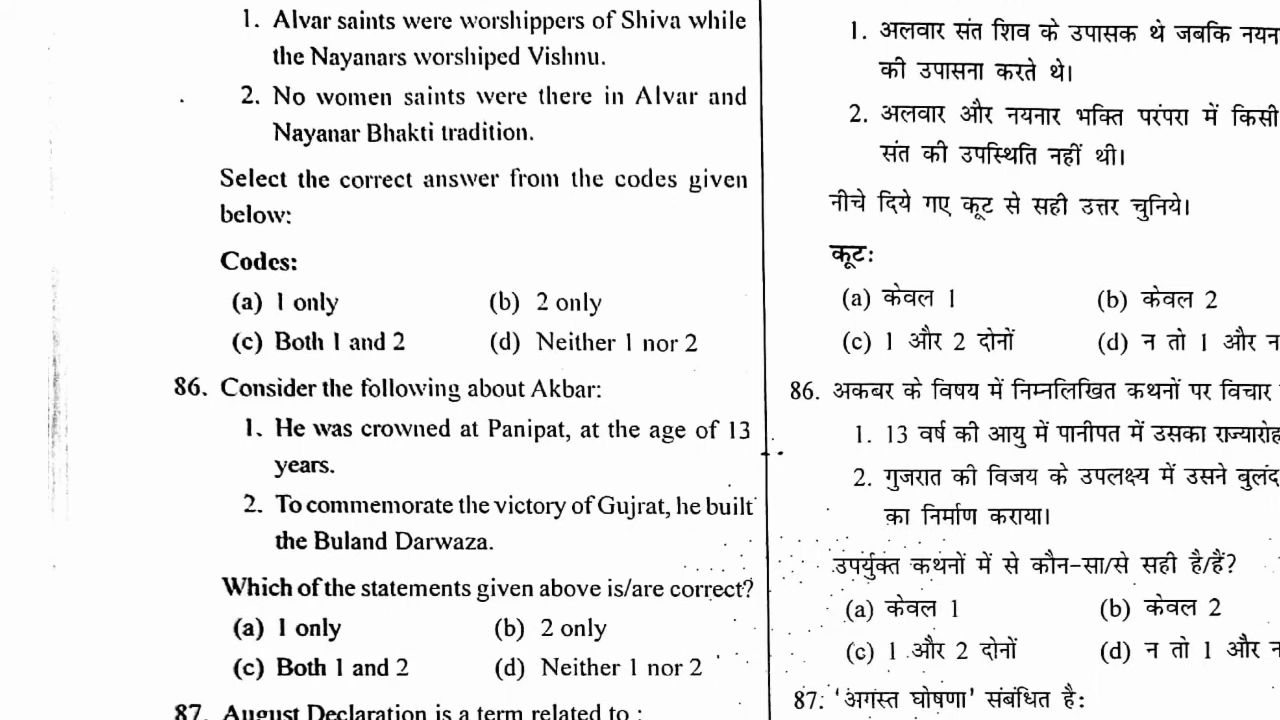 1. Alvar saints were worshippers of Shiva while
the Nayanars worshiped Vishnu.
2. No women saints were there in Alvar and
Nayanar Bhakti tradition.
Select the correct answer from the codes given
below:
Codes:
(a) 1 only (b) 2 only
(c) Both 1 and 2 (d) Neither 1 nor 2
86. Consider the following about Akbar:
1. He was crowned at Panipat, at the age of 13
years.
2. To commemorate the victory of Gujrat, he built
the Buland Darwaza.
Which of the statements given above is/are correct?
(a) 1 only (b) 2 only
(c) Both 1 and 2 (d) Neither 1 nor 2
87. August Declaration is a term related to :
1. अलवार संत शिव के उपासक थे जबकि नयन
की उपासना करते थे।
2. अलवार और नयनार भक्ति परंपरा में किसी
संत की उपस्थिति नहीं थी।
नीचे दिये गए कूट से सही उत्तर चुनिये।
कूट:
(a) केवल 1 (b) केवल 2
(c) 1 और 2 दोनों (d) न तो 1 और न
86. अकबर के विषय में निम्नलिखित कथनों पर विचार
1. 13 वर्ष की आयु में पानीपत में उसका राज्यारोह
2. गुजरात की विजय के उपलक्ष्य में उसने बुलंद
का निर्माण कराया।
उपर्युक्त कथनों में से कौन-सा/से सही है/हैं?
(a) केवल 1 (b) केवल 2
(c) 1 और 2 दोनों (d) न तो 1 और न
87. 'अगस्त घोषणा' संबंधित है: